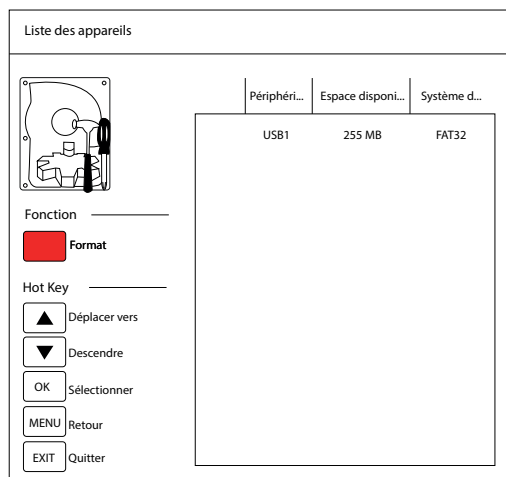 Liste des appareils
Périphéri... Espace disponi... Système d...
USB1 255 MB FAT32
Fonction
Format
Hot Key
Déplacer vers
Descendre
OK Sélectionner
MENU Retour
EXIT Quitter